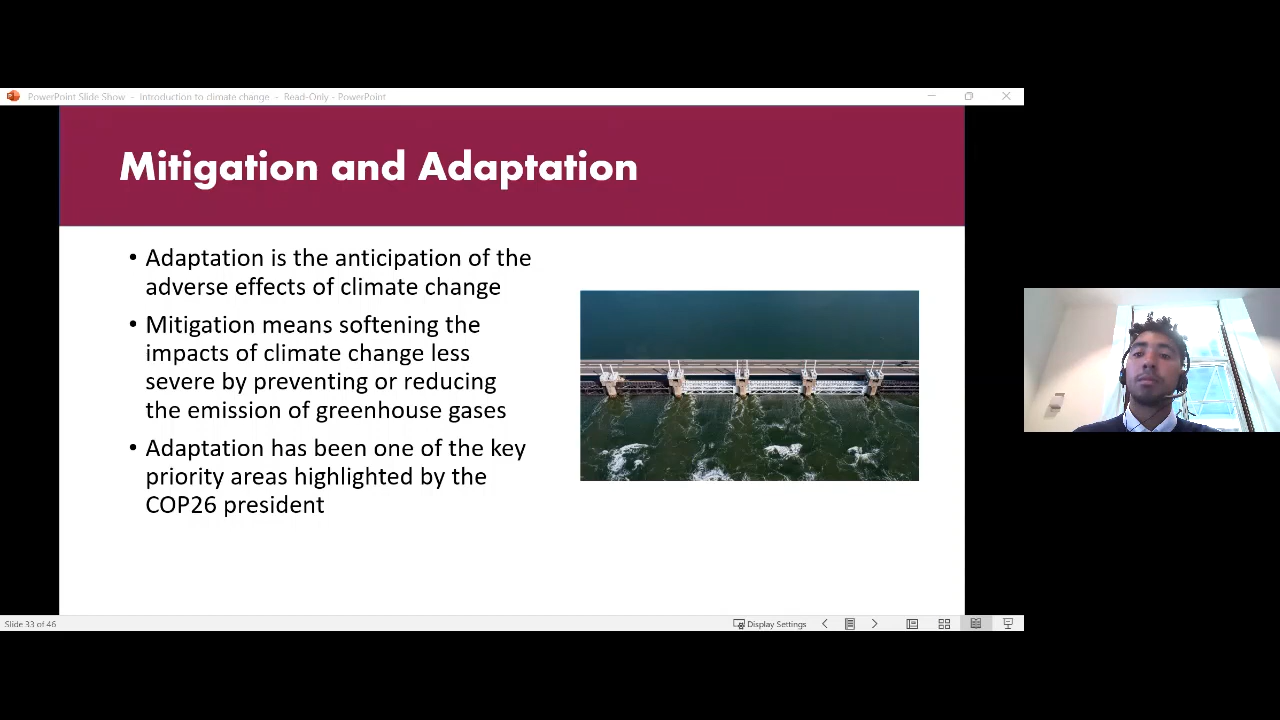 PowerPoint Slide Show - Introduction to climate change - Read-Only - PowerPoint
Mitigation and Adaptation
• Adaptation is the anticipation of the
adverse effects of climate change
• Mitigation means softening the
impacts of climate change less
severe by preventing or reducing
the emission of greenhouse gases
• Adaptation has been one of the key
priority areas highlighted by the
COP26 president
Slide 33 of 46
Display Settings